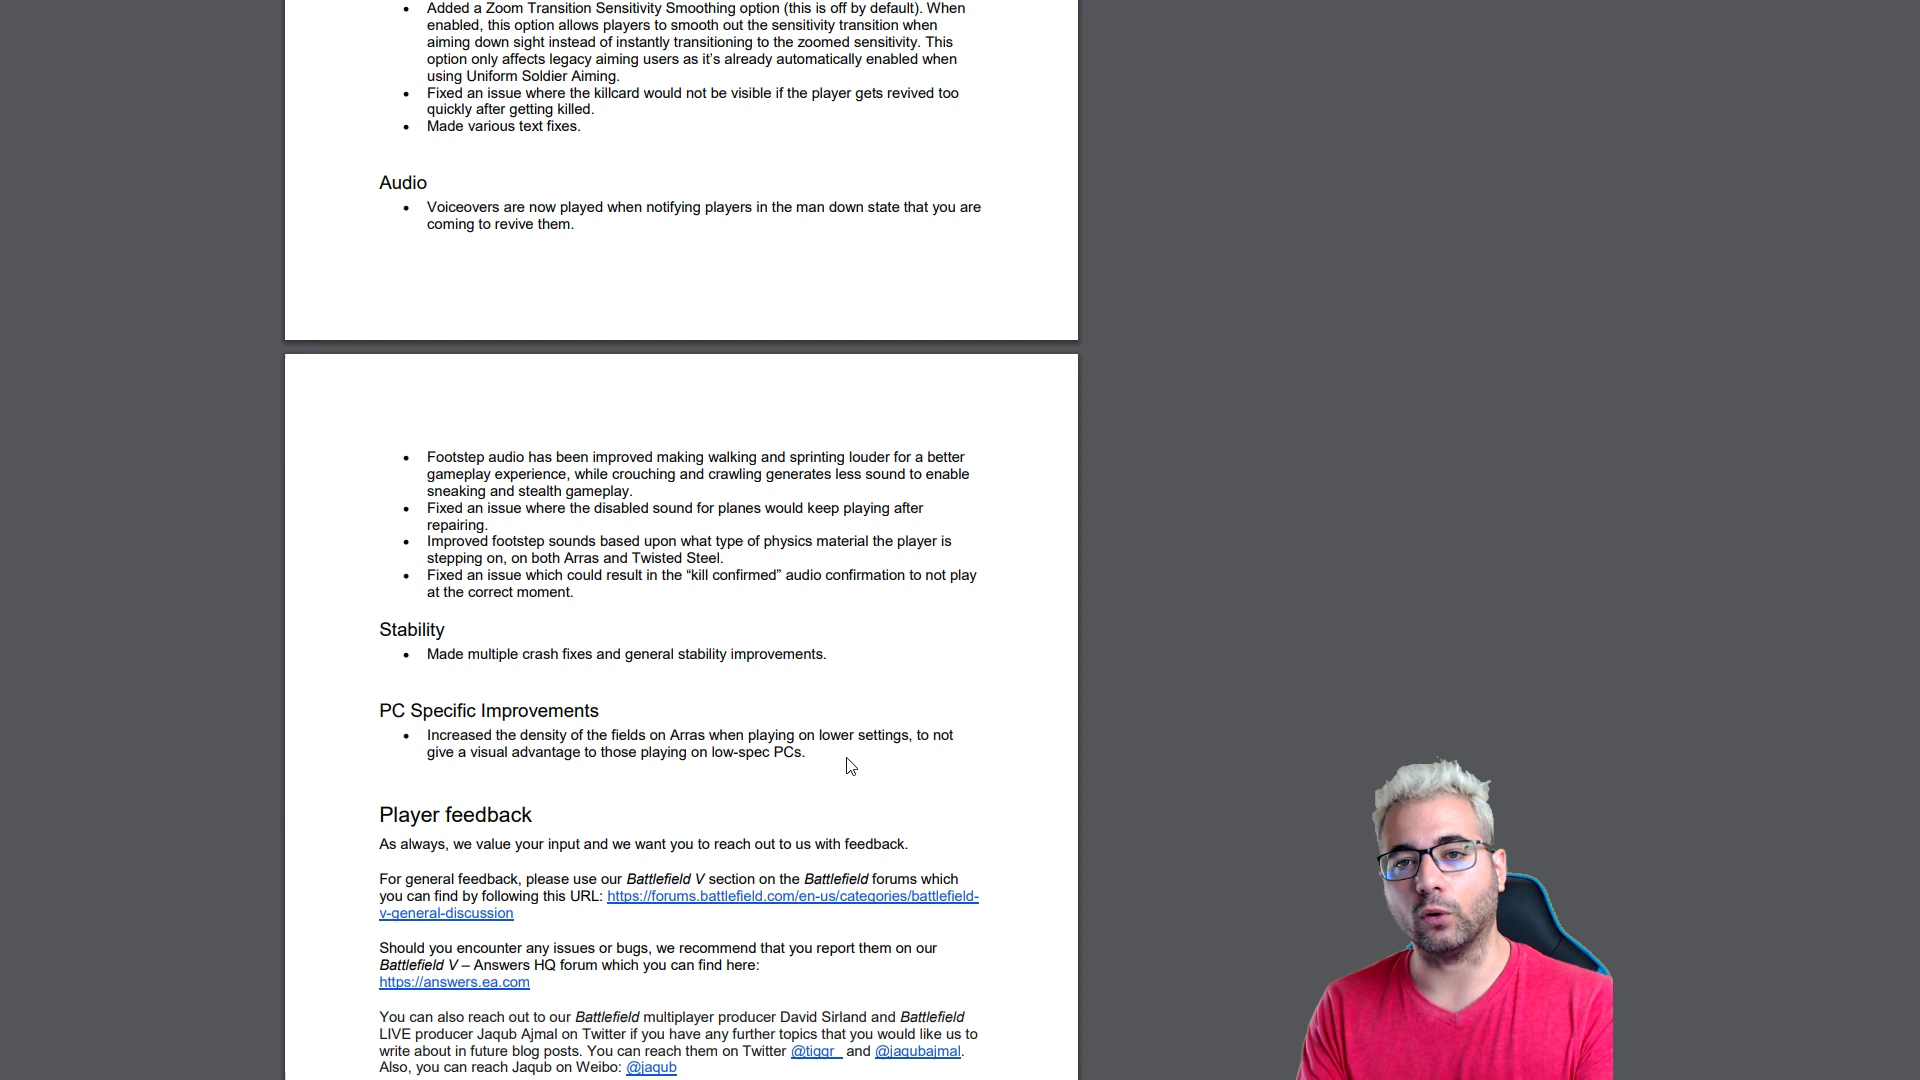 Added a Zoom Transition Sensitivity Smoothing option (this is off by default). When
enabled, this option allows players to smooth out the sensitivity transition when
aiming down sight instead of instantly transitioning to the zoomed sensitivity. This
option only affects legacy aiming users as it's already automatically enabled when
using Uniform Soldier Aiming.
Fixed an issue where the killcard would not be visible if the player gets revived too
quickly after getting killed.
Made various text fixes.
Audio
Voiceovers are now played when notifying players in the man down state that you are
coming to revive them.
Footstep audio has been improved making walking and sprinting louder for a better
gameplay experience, while crouching and crawling generates less sound to enable
sneaking and stealth gameplay.
Fixed an issue where the disabled sound for planes would keep playing after
repairing.
Improved footstep sounds based upon what type of physics material the player is
stepping on, on both Arras and Twisted Steel.
Fixed an issue which could result in the “kill confirmed” audio confirmation to not play
at the correct moment.
Stability
Made multiple crash fixes and general stability improvements.
PC Specific Improvements
Increased the density of the fields on Arras when playing on lower settings, to not
give a visual advantage to those playing on low-spec PCs.
Player feedback
As always, we value your input and we want you to reach out to us with feedback.
For general feedback, please use our Battlefield V section on the Battlefield forums which
you can find by following this URL: https://forums.battlefield.com/en-us/categories/battlefield-
v-general-discussion
Should you encounter any issues or bugs, we recommend that you report them on our
Battlefield V – Answers HQ forum which you can find here:
https://answers.ea.com
You can also reach out to our Battlefield multiplayer producer David Sirland and Battlefield
LIVE producer Jaqub Ajmal on Twitter if you have any further topics that you would like us to
write about in future blog posts. You can reach them on Twitter @tiggr_ and @jaqubajmal.
Also, you can reach Jaqub on Weibo: @jaqub